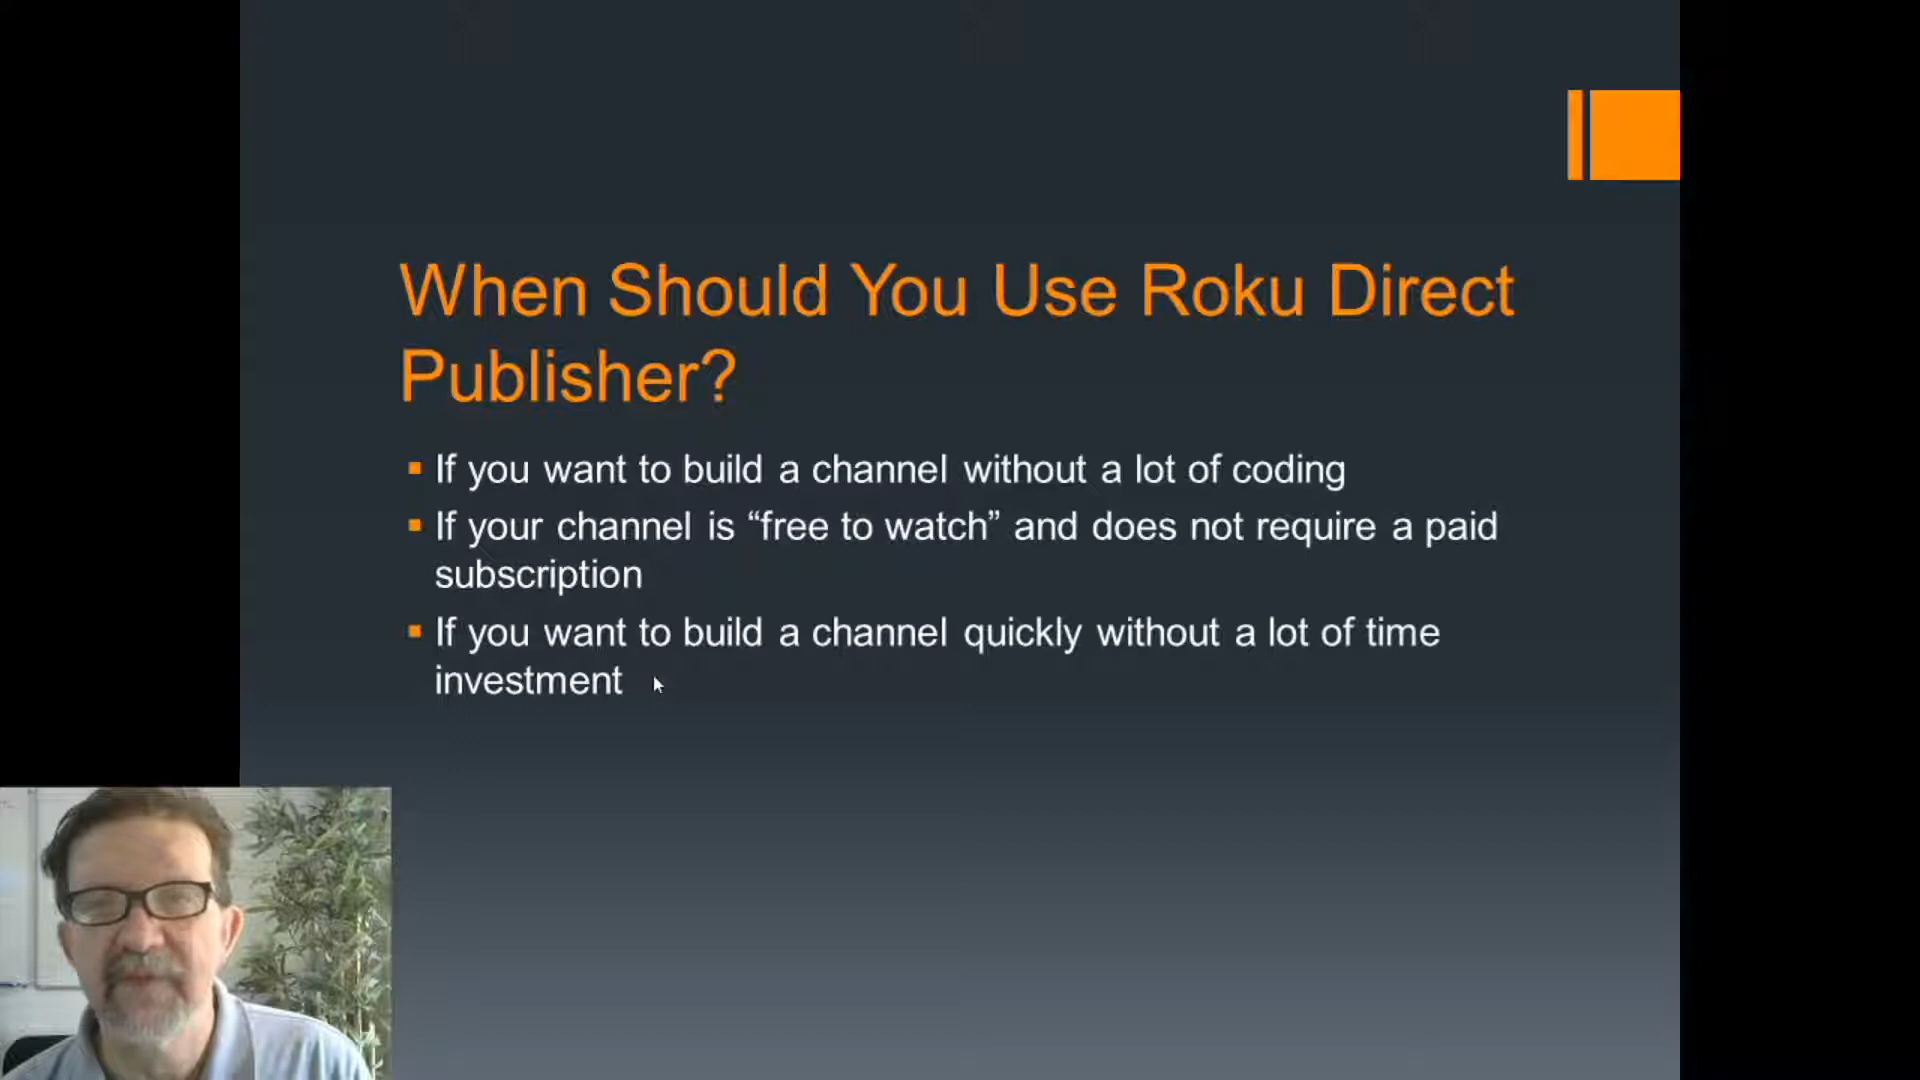 When Should You Use Roku Direct
Publisher?
If you want to build a channel without a lot of coding
If your channel is “free to watch” and does not require a paid
subscription
If you want to build a channel quickly without a lot of time
investment